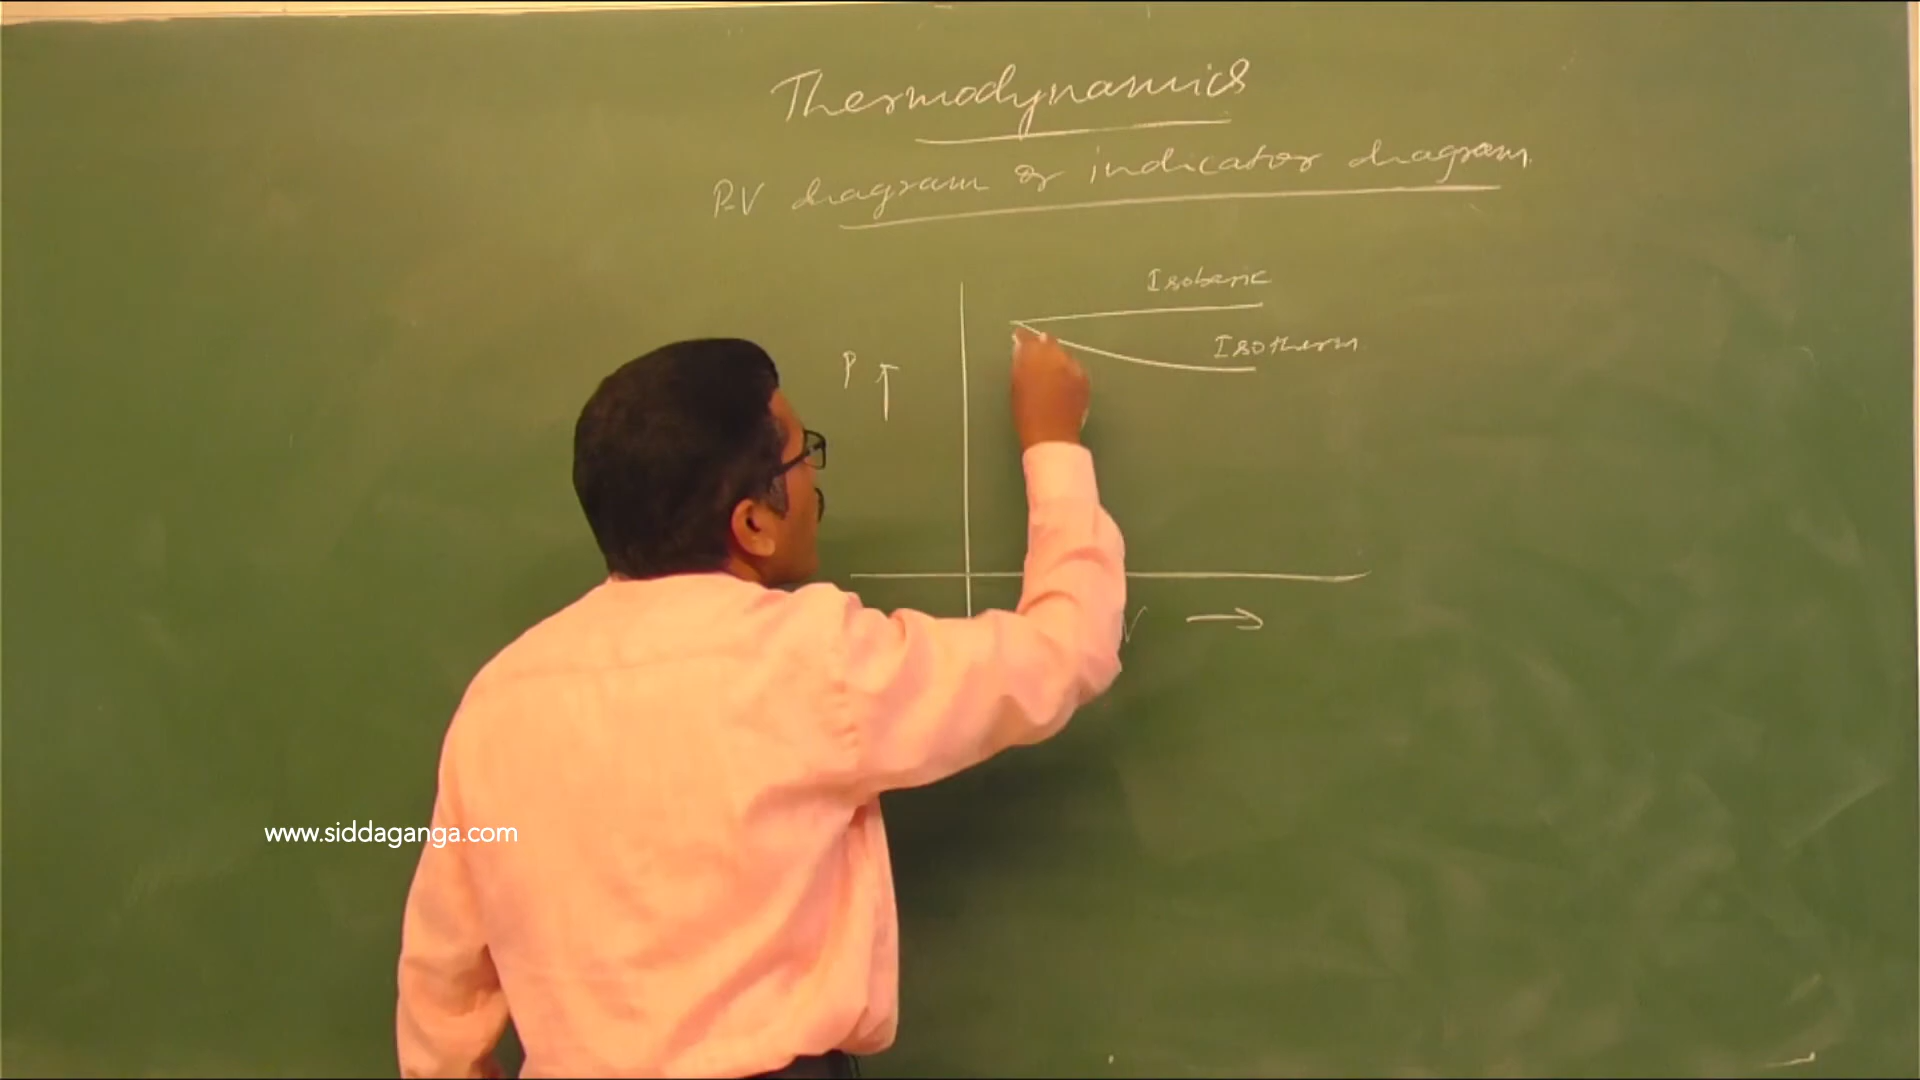 Thermodynamics
P-V diagram or indicator diagram
Isobaric
Isotherm
P
V
www.siddaganga.com